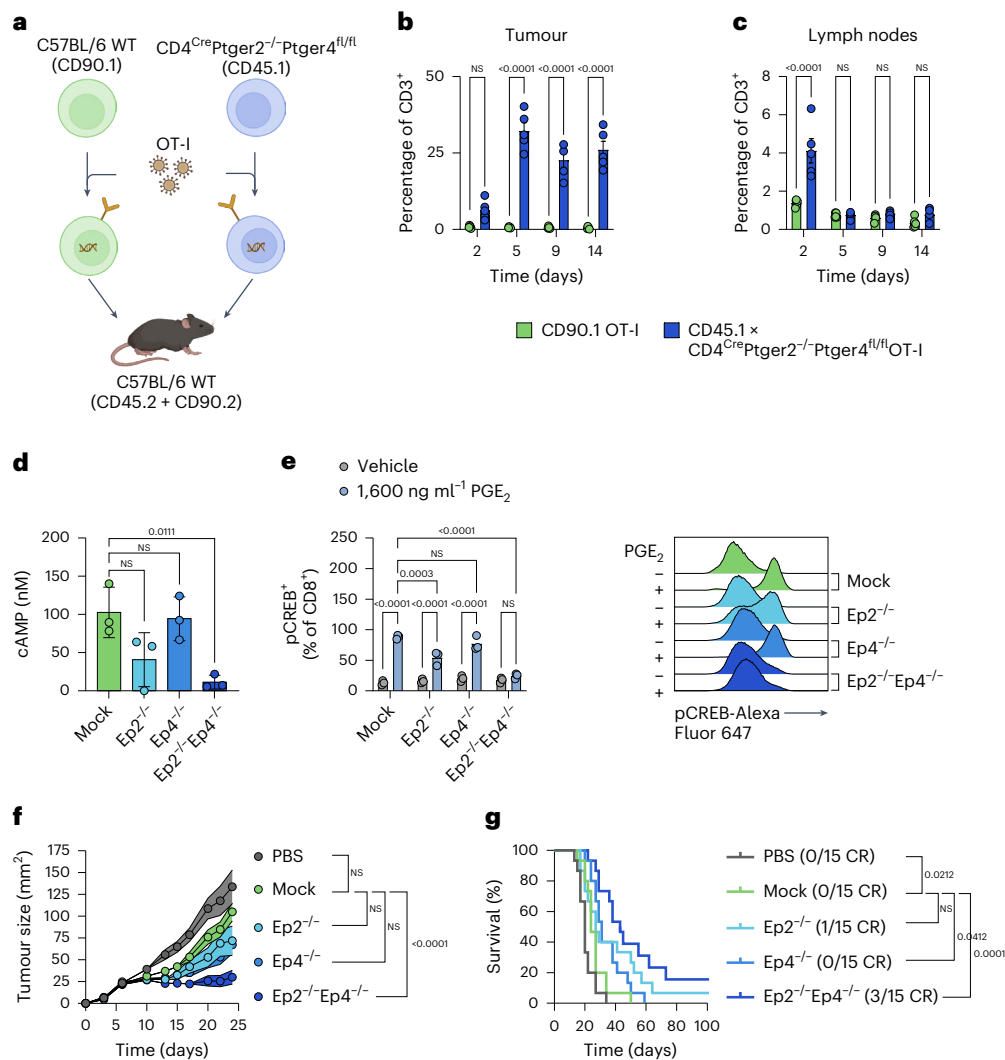 a
C57BL/6 WT
(CD90.1)
CD4CrePtger2−/−Ptger4fl/fl
(CD45.1)
OT-I
C57BL/6 WT
(CD45.2 + CD90.2)
b
Tumour
Percentage of CD3+
50
25
0
NS
<0.0001
<0.0001
<0.0001
2
5
9
14
Time (days)
c
Lymph nodes
Percentage of CD3+
8
6
4
2
0
<0.0001
NS
NS
NS
2
5
9
14
Time (days)
CD90.1 OT-I
CD45.1 ×
CD4CrePtger2−/−Ptger4fl/flOT-I
d
cAMP (nM)
200
150
100
50
0
0.0111
NS
NS
Mock
Ep2−/−
Ep4−/−
Ep2−/−Ep4−/−
e
Vehicle
1,600 ng ml−1 PGE2
pCREB+
(% of CD8+)
250
200
150
100
50
0
<0.0001
NS
0.0003
<0.0001
<0.0001
<0.0001
NS
Mock
Ep2−/−
Ep4−/−
Ep2−/−Ep4−/−
PGE2
−
+
Mock
−
+
Ep2−/−
−
+
Ep4−/−
−
+
Ep2−/−Ep4−/−
pCREB-Alexa
Fluor 647
f
Tumour size (mm2)
175
150
125
100
75
50
25
0
0
5
10
15
20
25
Time (days)
PBS
Mock
Ep2−/−
Ep4−/−
Ep2−/−Ep4−/−
NS
NS
NS
<0.0001
g
Survival (%)
100
80
60
40
20
0
0
20
40
60
80
100
Time (days)
PBS (0/15 CR)
Mock (0/15 CR)
Ep2−/− (1/15 CR)
Ep4−/− (0/15 CR)
Ep2−/−Ep4−/− (3/15 CR)
0.0212
NS
0.0412
0.0001